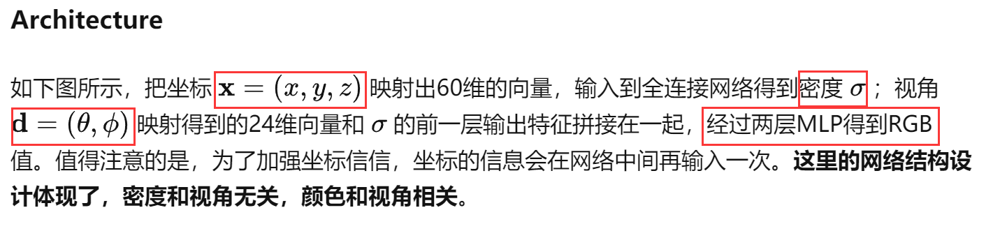 Architecture
如下图所示，把坐标 x = (x, y, z) 映射出60维的向量，输入到全连接网络得到密度 σ ；视角
d = (θ, ϕ) 映射得到的24维向量和 σ 的前一层输出特征拼接在一起，经过两层MLP得到RGB
值。值得注意的是，为了加强坐标信信，坐标的信息会在网络中间再输入一次。这里的网络结构设
计体现了，密度和视角无关，颜色和视角相关。